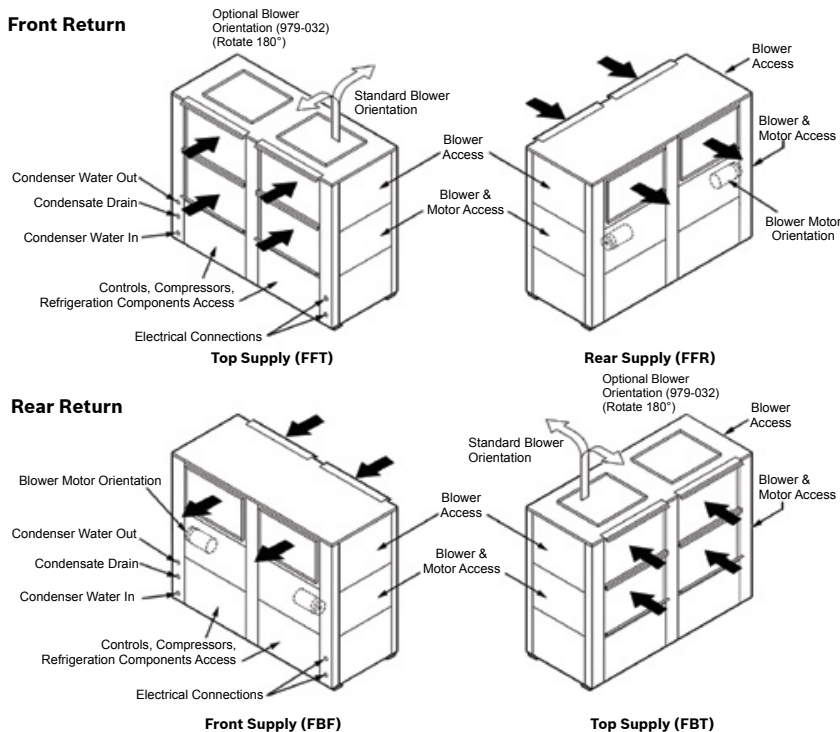 Front Return
Optional Blower
Orientation (979-032)
(Rotate 180°)
Standard Blower
Orientation
Blower
Access
Blower &
Motor Access
Condenser Water Out
Condensate Drain
Condenser Water In
Controls, Compressors,
Refrigeration Components Access
Electrical Connections
Top Supply (FFT)
Blower
Access
Blower &
Motor Access
Blower Motor
Orientation
Rear Supply (FFR)
Rear Return
Blower Motor Orientation
Condenser Water Out
Condensate Drain
Condenser Water In
Controls, Compressors,
Refrigeration Components Access
Electrical Connections
Blower
Access
Blower &
Motor Access
Front Supply (FBF)
Optional Blower
Orientation (979-032)
(Rotate 180°)
Standard Blower
Orientation
Blower
Access
Blower &
Motor Access
Top Supply (FBT)